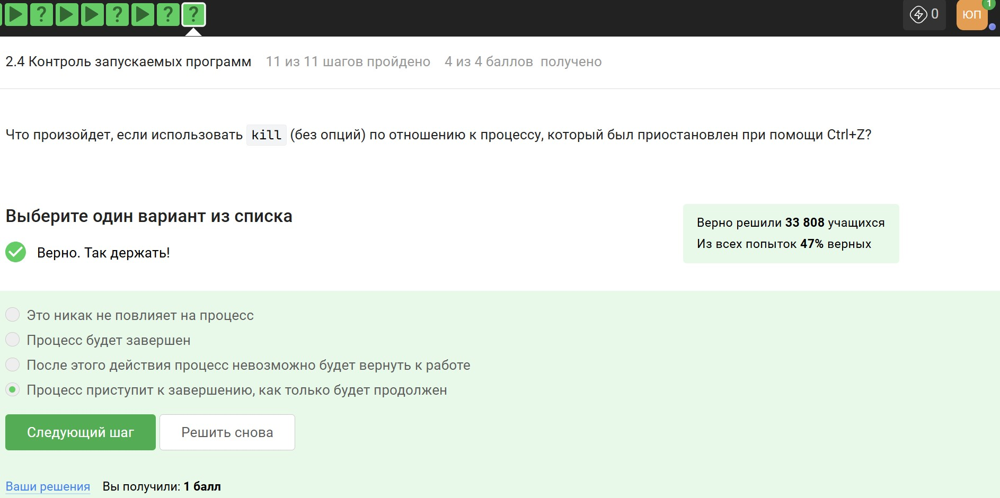 ? ? ? ?
0
ЮП
1
2.4 Контроль запускаемых программ 11 из 11 шагов пройдено 4 из 4 баллов получено
Что произойдет, если использовать kill (без опций) по отношению к процессу, который был приостановлен при помощи Ctrl+Z?
Выберите один вариант из списка
Верно. Так держать!
Верно решили 33 808 учащихся
Из всех попыток 47% верных
Это никак не повлияет на процесс
Процесс будет завершен
После этого действия процесс невозможно будет вернуть к работе
Процесс приступит к завершению, как только будет продолжен
Следующий шаг
Решить снова
Ваши решения Вы получили: 1 балл